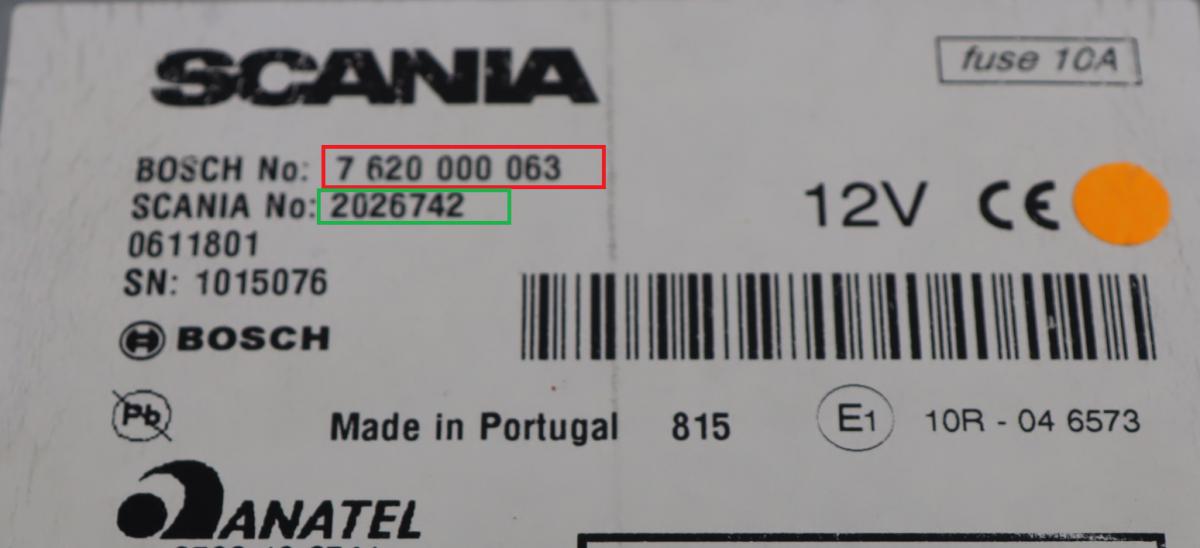 SCANIA
fuse 10A
BOSCH No: 7 620 000 063
SCANIA No: 2026742
0611801
SN: 1015076
12V CE
BOSCH
Pb
Made in Portugal 815
E1 10R - 04 6573
ANATEL